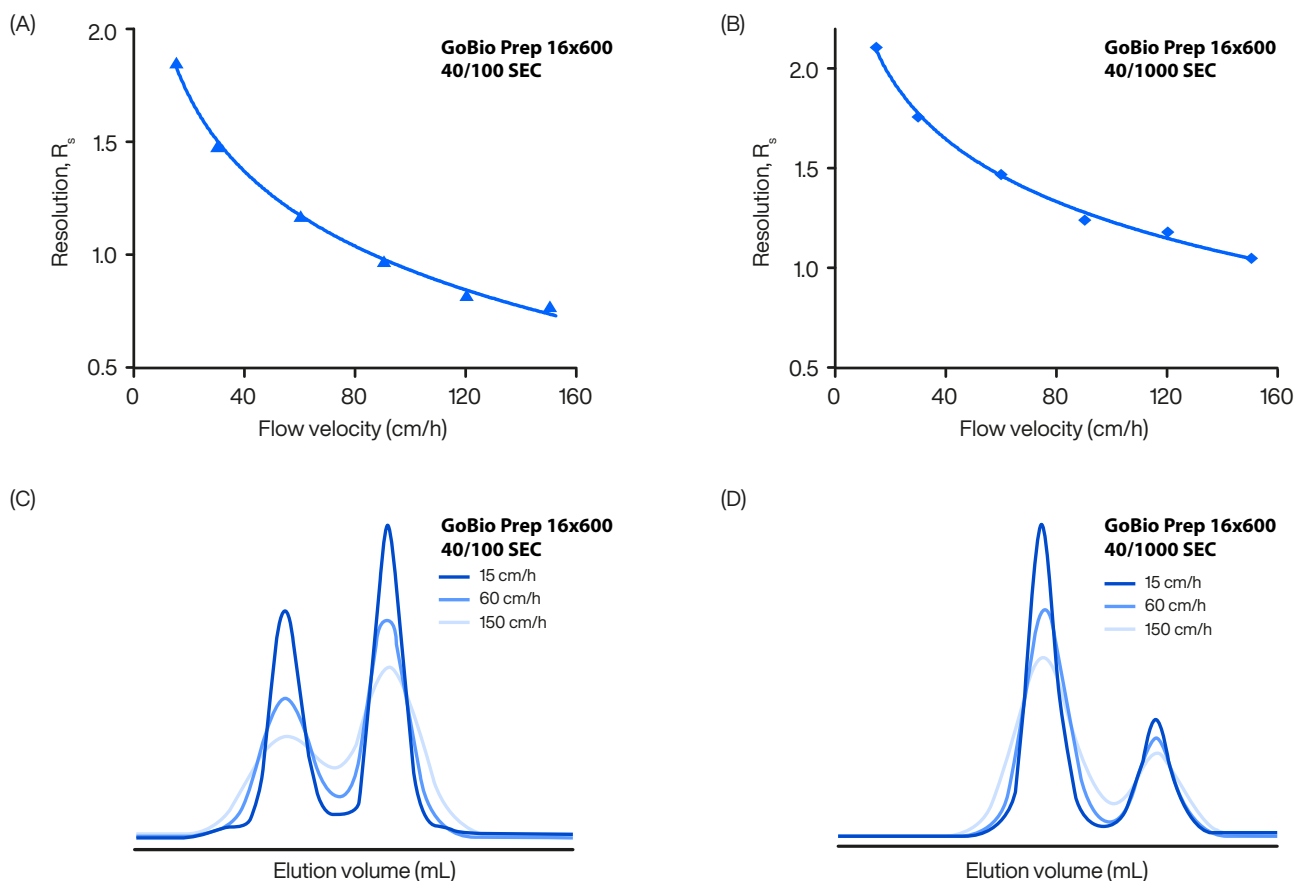 (A)
GoBio Prep 16x600
40/100 SEC
2.0
1.5
1.0
0.5
Resolution, Rs
0 40 80 120 160
Flow velocity (cm/h)
(B)
GoBio Prep 16x600
40/1000 SEC
2.0
1.5
1.0
0.5
Resolution, Rs
0 40 80 120 160
Flow velocity (cm/h)
(C)
GoBio Prep 16x600
40/100 SEC
15 cm/h
60 cm/h
150 cm/h
Elution volume (mL)
(D)
GoBio Prep 16x600
40/1000 SEC
15 cm/h
60 cm/h
150 cm/h
Elution volume (mL)